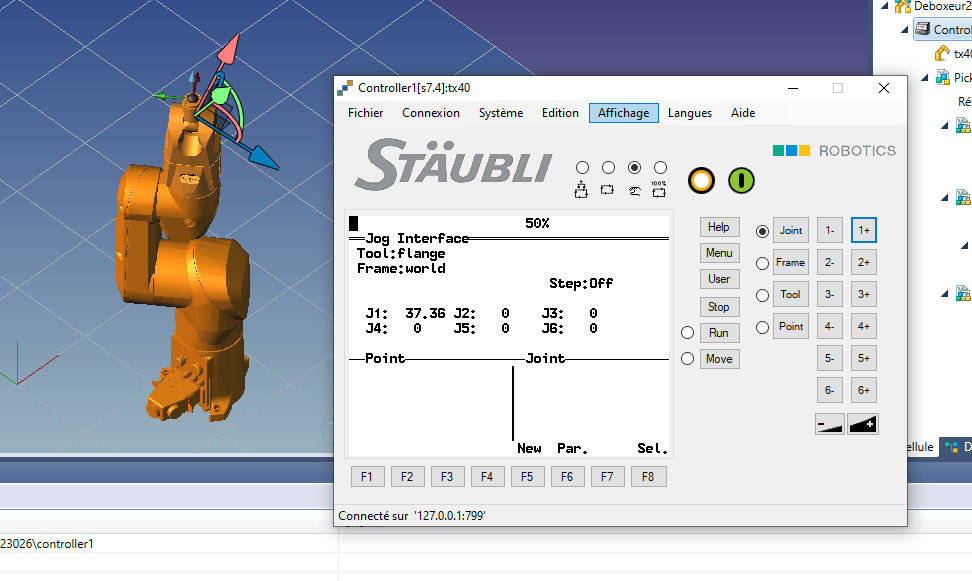 Deboxeur2
Control
tx40
Pick
Ré
Controller1[s7.4]:tx40
Fichier Connexion Système Edition Affichage Langues Aide
STÄUBLI
ROBOTICS
100%
50%
Jog Interface
Tool:flange
Frame:world
Step:Off
J1: 37.36 J2: 0 J3: 0
J4: 0 J5: 0 J6: 0
Point Joint
New Par. Sel.
Help
Menu
User
Stop
Run
Move
Joint 1- 1+
Frame 2- 2+
Tool 3- 3+
Point 4- 4+
5- 5+
6- 6+
- +
F1 F2 F3 F4 F5 F6 F7 F8
ellule D
Connecté sur '127.0.0.1:799'
23026\controller1